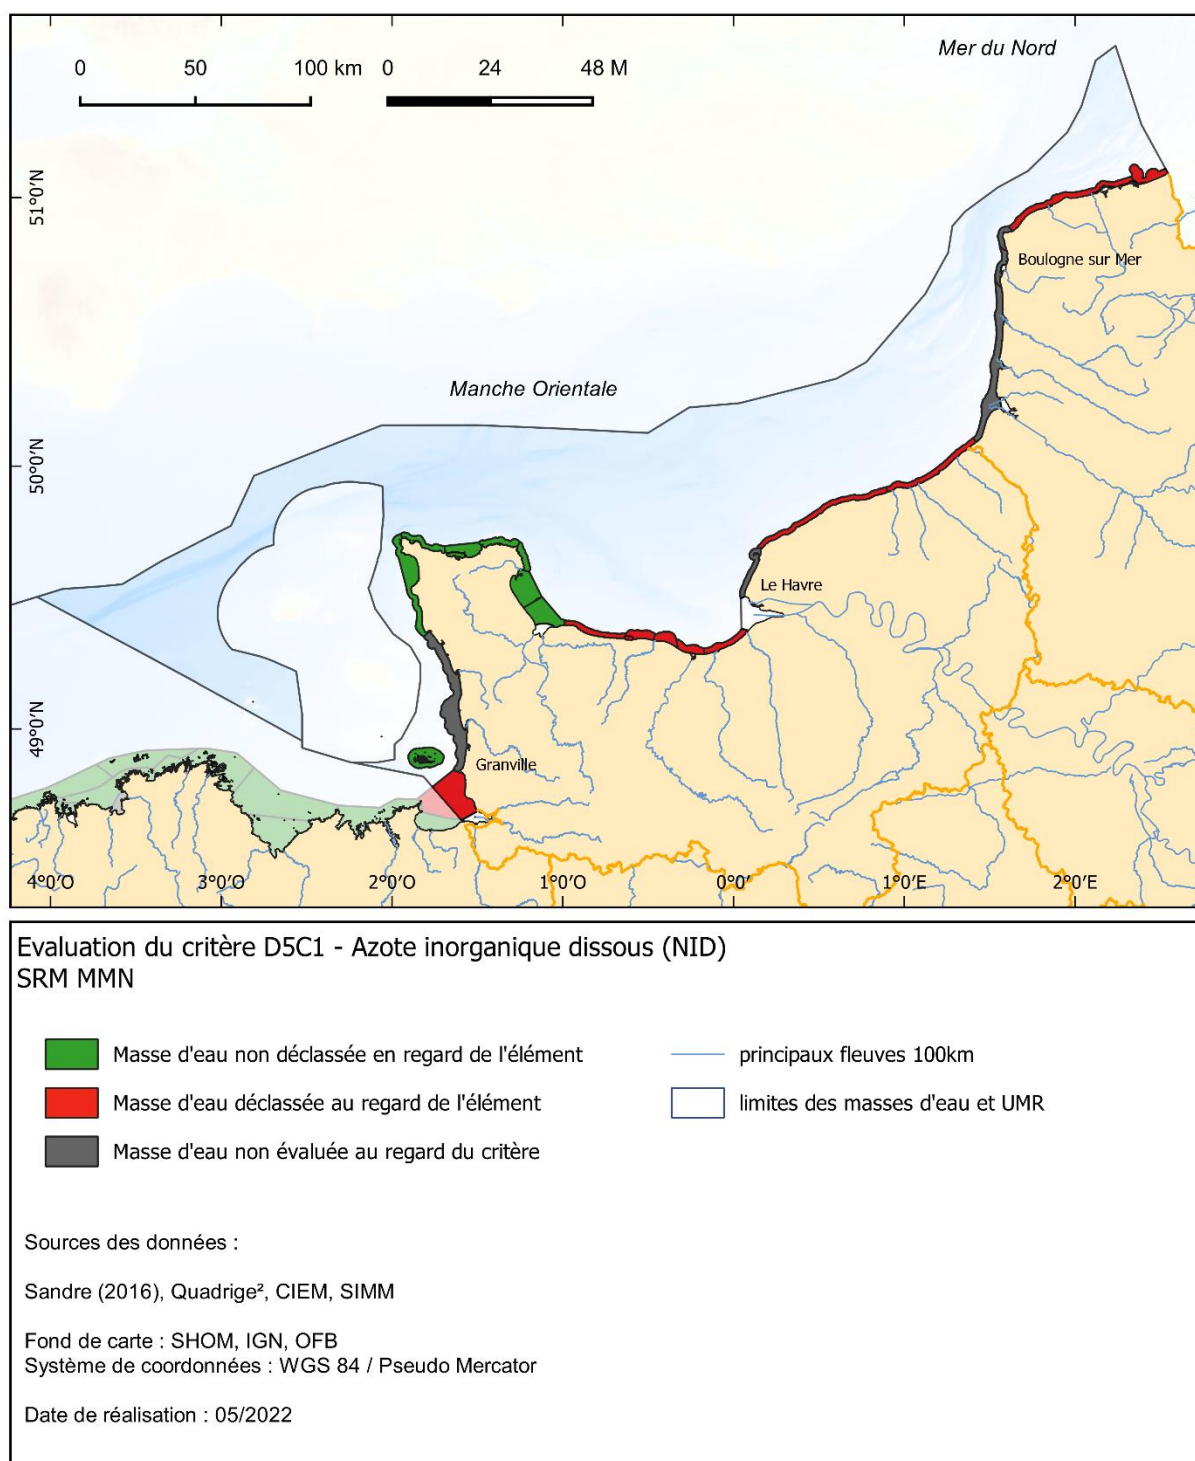 Mer du Nord
0 50 100 km 0 24 48 M
51°0'N
Boulogne sur Mer
Manche Orientale
50°0'N
Le Havre
49°0'N
Granville
4°0'O 3°0'O 2°0'O 1°0'O 0°0' 1°0'E 2°0'E
Evaluation du critère D5C1 - Azote inorganique dissous (NID)
SRM MMN
Masse d'eau non déclassée en regard de l'élément
principaux fleuves 100km
Masse d'eau déclassée au regard de l'élément
limites des masses d'eau et UMR
Masse d'eau non évaluée au regard du critère
Sources des données :
Sandre (2016), Quadrige², CIEM, SIMM
Fond de carte : SHOM, IGN, OFB
Système de coordonnées : WGS 84 / Pseudo Mercator
Date de réalisation : 05/2022